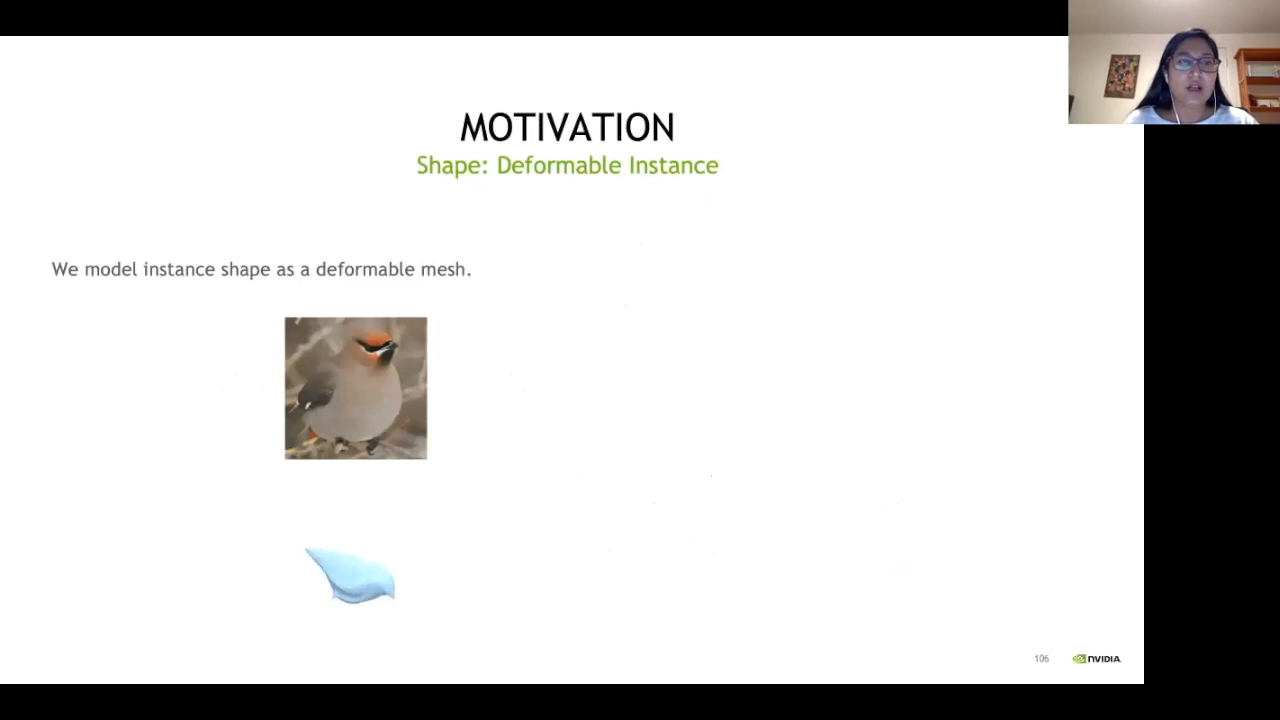 MOTIVATION
Shape: Deformable Instance
We model instance shape as a deformable mesh.
106
NVIDIA.